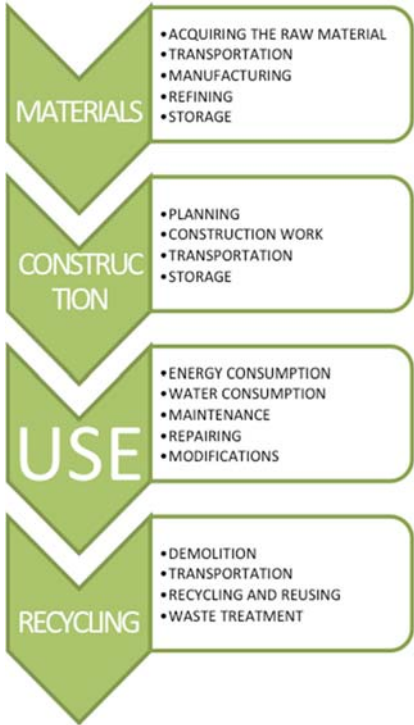 MATERIALS
•ACQUIRING THE RAW MATERIAL
•TRANSPORTATION
•MANUFACTURING
•REFINING
•STORAGE
CONSTRUC
TION
•PLANNING
•CONSTRUCTION WORK
•TRANSPORTATION
•STORAGE
USE
•ENERGY CONSUMPTION
•WATER CONSUMPTION
•MAINTENANCE
•REPAIRING
•MODIFICATIONS
RECYCLING
•DEMOLITION
•TRANSPORTATION
•RECYCLING AND REUSING
•WASTE TREATMENT